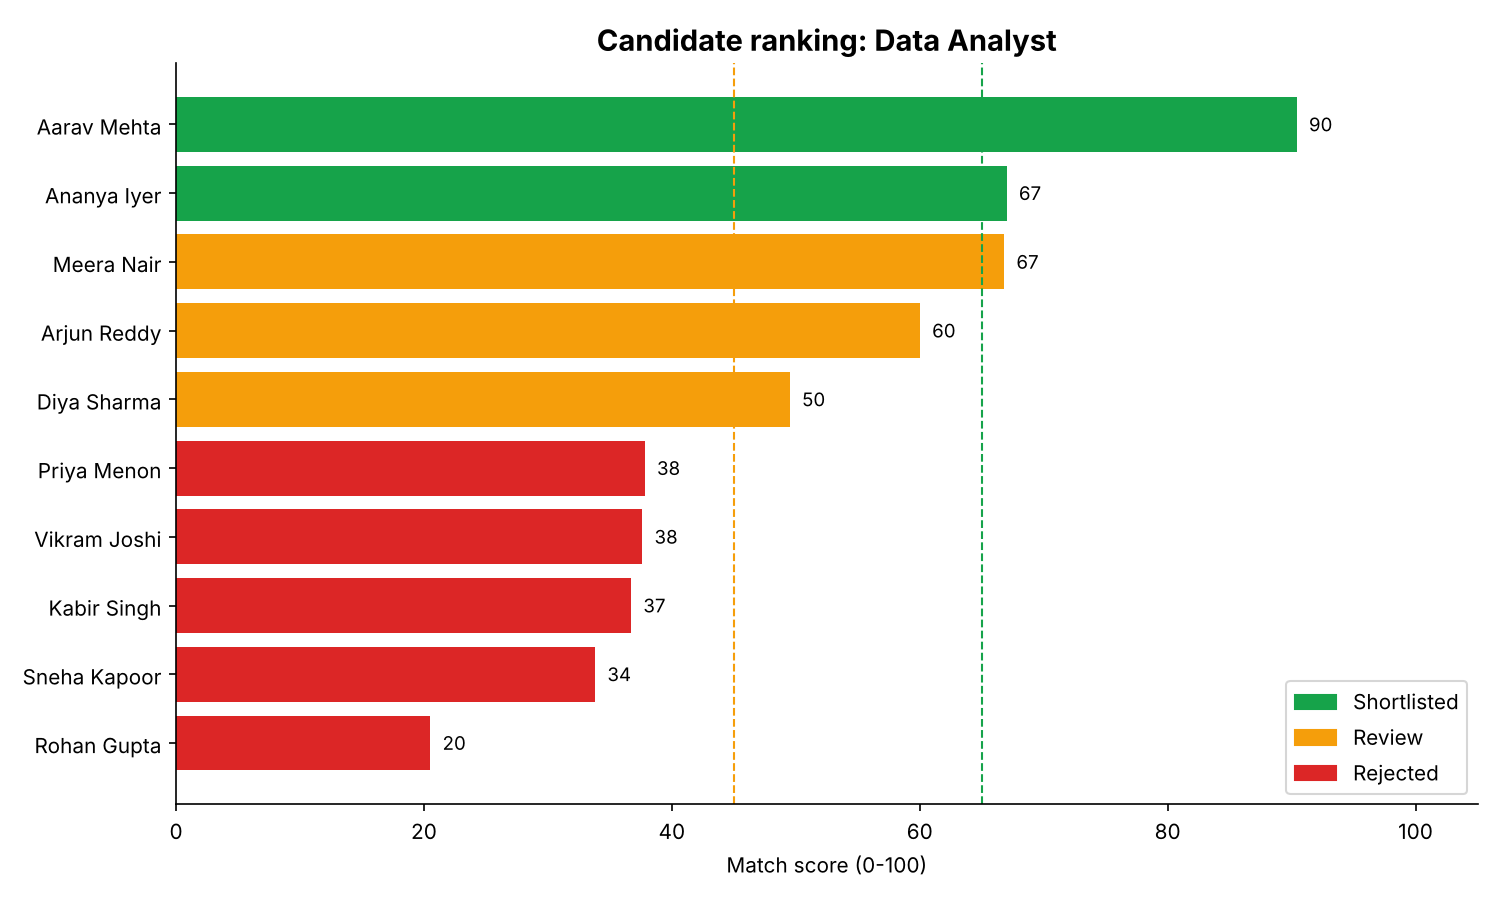 Candidate ranking: Data Analyst
Aarav Mehta 90
Ananya Iyer 67
Meera Nair 67
Arjun Reddy 60
Diya Sharma 50
Priya Menon 38
Vikram Joshi 38
Kabir Singh 37
Sneha Kapoor 34
Rohan Gupta 20
Shortlisted
Review
Rejected
0 20 40 60 80 100
Match score (0-100)